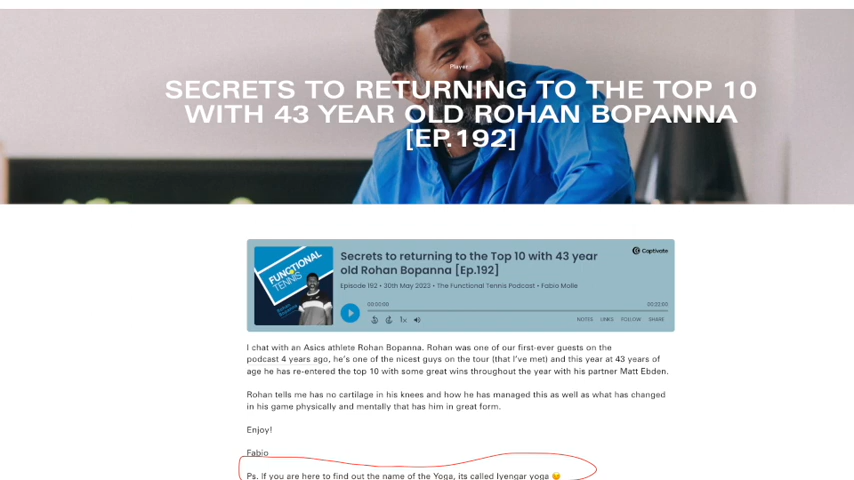 Player ·
SECRETS TO RETURNING TO THE TOP 10
WITH 43 YEAR OLD ROHAN BOPANNA
[EP.192]
FUNCTIONAL
TENNIS
Rohan
Bopanna
Secrets to returning to the Top 10 with 43 year
old Rohan Bopanna [Ep.192]
Captivate
Episode 192 • 30th May 2023 • The Functional Tennis Podcast • Fabio Molle
00:00:00
00:22:00
1x
NOTES LINKS FOLLOW SHARE
I chat with an Asics athlete Rohan Bopanna. Rohan was one of our first-ever guests on the
podcast 4 years ago, he's one of the nicest guys on the tour (that I've met) and this year at 43 years of
age he has re-entered the top 10 with some great wins throughout the year with his partner Matt Ebden.
Rohan tells me has no cartilage in his knees and how he has managed this as well as what has changed
in his game physically and mentally that has him in great form.
Enjoy!
Fabio
Ps. If you are here to find out the name of the Yoga, its called Iyengar yoga 😉